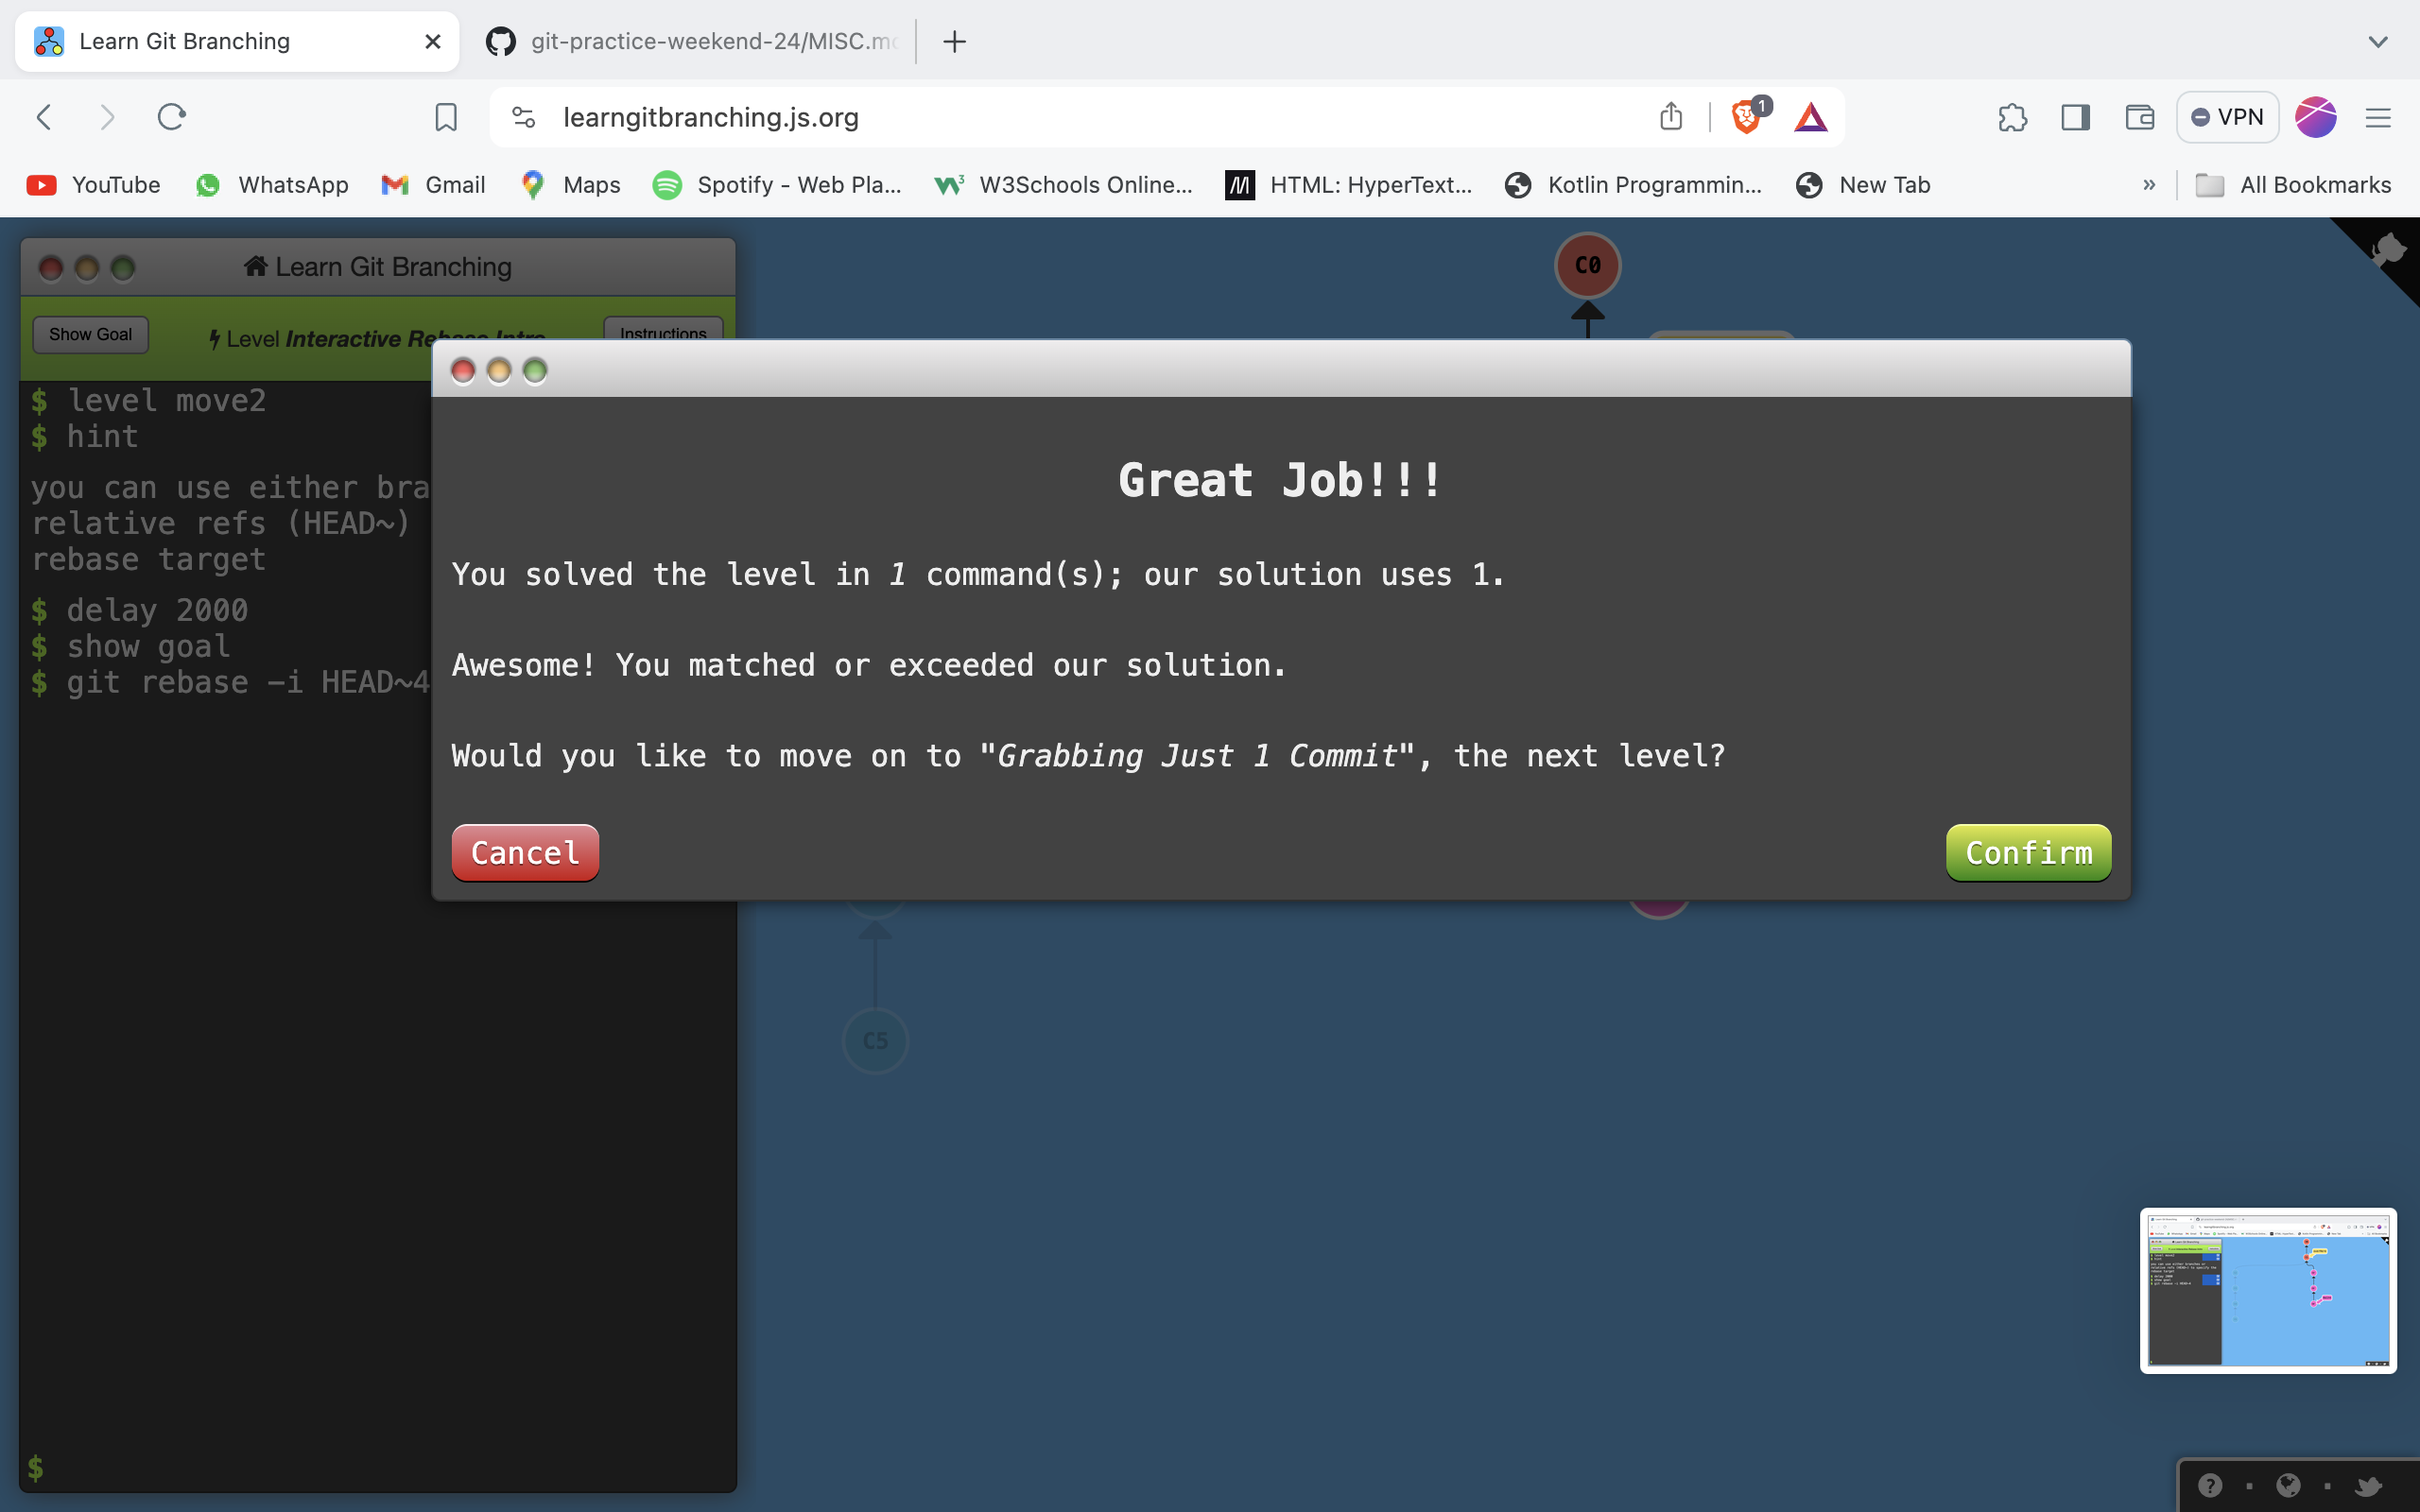 Learn Git Branching
git-practice-weekend-24/MISC.md
learngitbranching.js.org
1
VPN
YouTube
WhatsApp
Gmail
Maps
Spotify - Web Pla...
W3Schools Online...
HTML: HyperText...
Kotlin Programmin...
New Tab
»
All Bookmarks
Learn Git Branching
Show Goal
Level Interactive Rebase Intro
Instructions
$ level move2
$ hint
you can use either bra
relative refs (HEAD~)
rebase target
$ delay 2000
$ show goal
$ git rebase -i HEAD~4
$
C0
Great Job!!!
You solved the level in 1 command(s); our solution uses 1.
Awesome! You matched or exceeded our solution.
Would you like to move on to "Grabbing Just 1 Commit", the next level?
Cancel
Confirm
C5